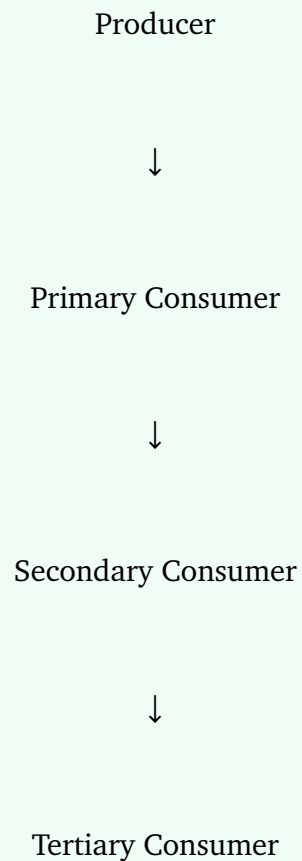 Producer
↓
Primary Consumer
↓
Secondary Consumer
↓
Tertiary Consumer